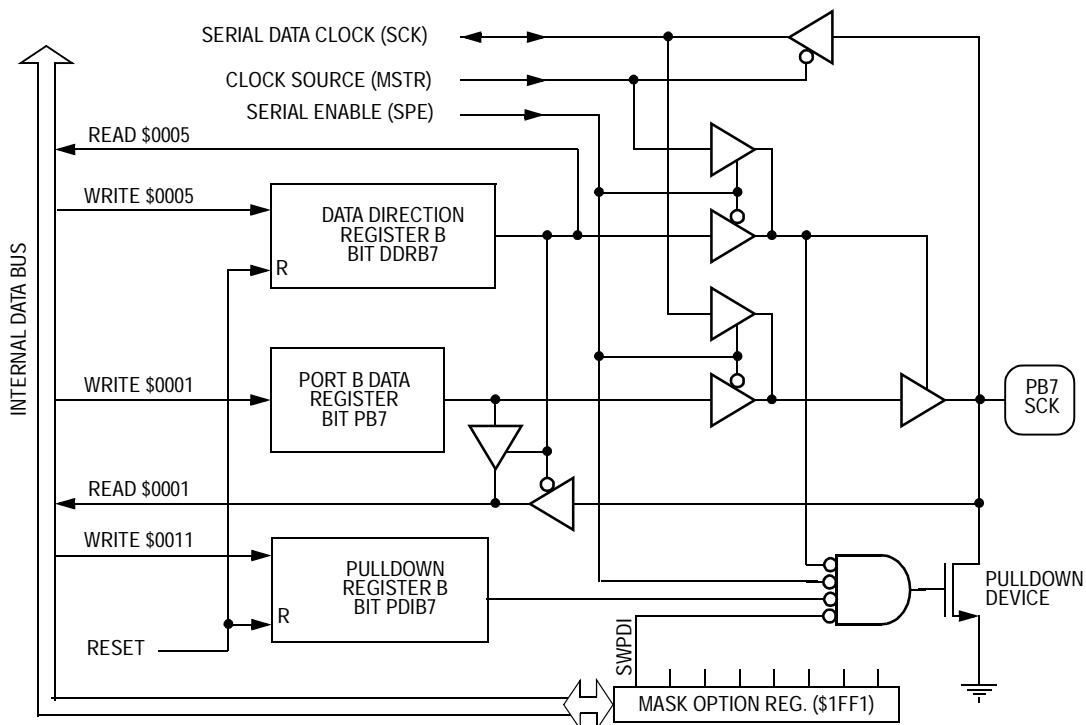 SERIAL DATA CLOCK (SCK)
CLOCK SOURCE (MSTR)
SERIAL ENABLE (SPE)
READ $0005
WRITE $0005
DATA DIRECTION
REGISTER B
BIT DDRB7
R
INTERNAL DATA BUS
WRITE $0001
PORT B DATA
REGISTER
BIT PB7
PB7
SCK
READ $0001
WRITE $0011
PULLDOWN
REGISTER B
BIT PDIB7
R
PULLDOWN
DEVICE
RESET
SWPDI
MASK OPTION REG. ($1FF1)